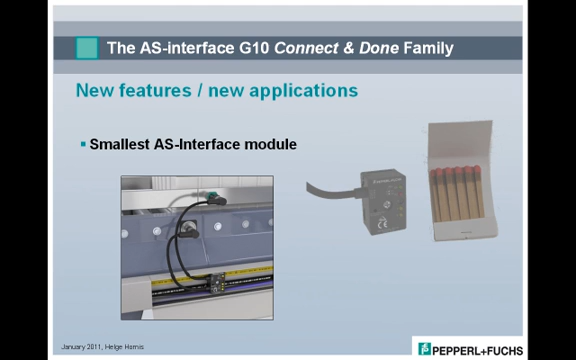 The AS-interface G10 Connect & Done Family
New features / new applications
Smallest AS-Interface module
January 2011, Helge Hornis
PEPPERL+FUCHS